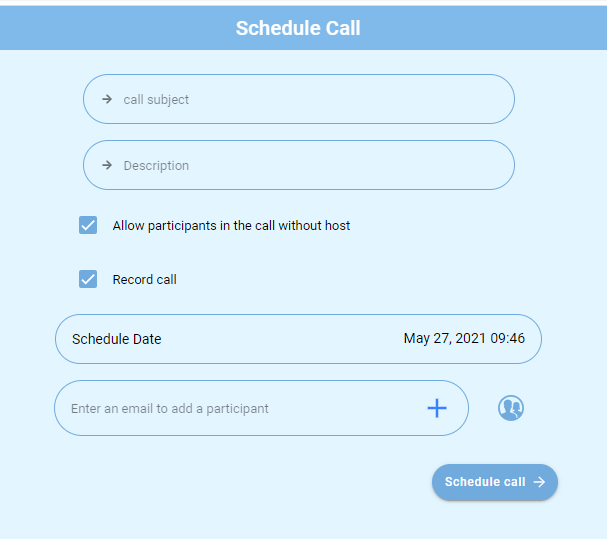 Schedule Call
call subject
Description
Allow participants in the call without host
Record call
Schedule Date May 27, 2021 09:46
Enter an email to add a participant
Schedule call